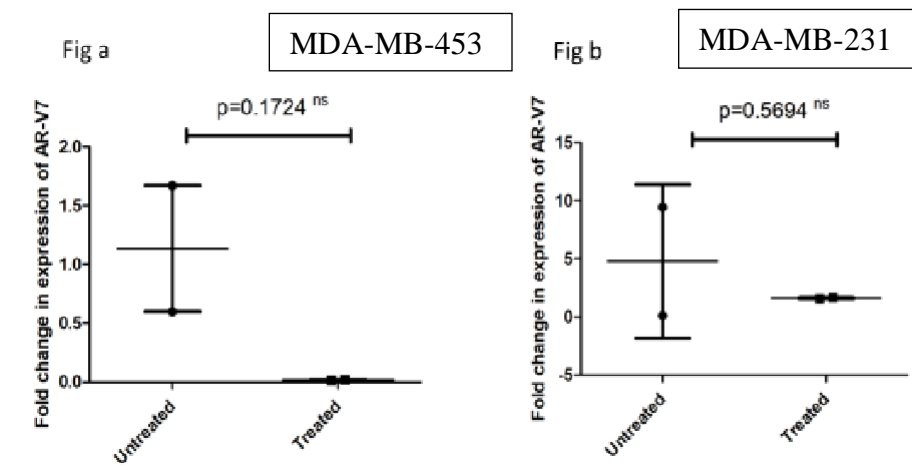 Fig a
MDA-MB-453
p=0.1724 ns
Fold change in expression of AR-V7
2.0
1.5
1.0
0.5
0.0
Untreated
Treated
Fig b
MDA-MB-231
p=0.5694 ns
Fold change in expression of AR-V7
15
10
5
0
-5
Untreated
Treated